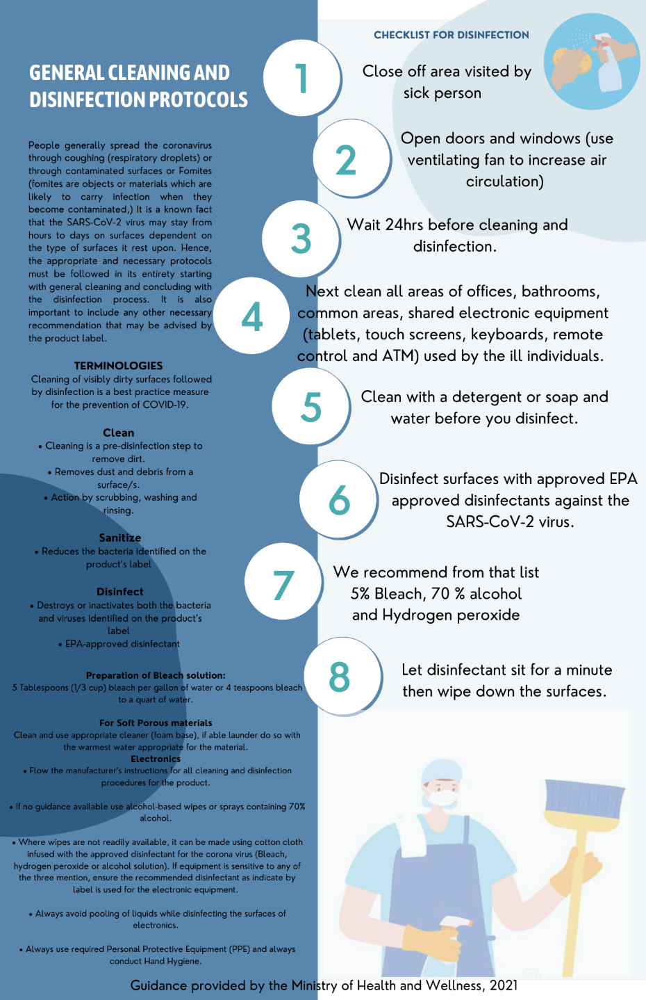 GENERAL CLEANING AND
DISINFECTION PROTOCOLS
People generally spread the coronavirus
through coughing (respiratory droplets) or
through contaminated surfaces or Fomites
(fomites are objects or materials which are
likely to carry infection when they
become contaminated,) It is a known fact
that the SARS-CoV-2 virus may stay from
hours to days on surfaces dependent on
the type of surfaces it rest upon. Hence,
the appropriate and necessary protocols
must be followed in its entirety starting
with general cleaning and concluding with
the disinfection process. It is also
important to include any other necessary
recommendation that may be advised by
the product label.
TERMINOLOGIES
Cleaning of visibly dirty surfaces followed
by disinfection is a best practice measure
for the prevention of COVID-19.
Clean
• Cleaning is a pre-disinfection step to
remove dirt.
• Removes dust and debris from a
surface/s.
• Action by scrubbing, washing and
rinsing.
Sanitize
• Reduces the bacteria identified on the
product's label
Disinfect
• Destroys or inactivates both the bacteria
and viruses identified on the product's
label
• EPA-approved disinfectant
Preparation of Bleach solution:
5 Tablespoons (1/3 cup) bleach per gallon of water or 4 teaspoons bleach
to a quart of water.
For Soft Porous materials
Clean and use appropriate cleaner (foam base), if able launder do so with
the warmest water appropriate for the material.
Electronics
• Flow the manufacturer's instructions for all cleaning and disinfection
procedures for the product.
• If no guidance available use alcohol-based wipes or sprays containing 70%
alcohol.
• Where wipes are not readily available, it can be made using cotton cloth
infused with the approved disinfectant for the corona virus (Bleach,
hydrogen peroxide or alcohol solution). If equipment is sensitive to any of
the three mention, ensure the recommended disinfectant as indicate by
label is used for the electronic equipment.
• Always avoid pooling of liquids while disinfecting the surfaces of
electronics.
• Always use required Personal Protective Equipment (PPE) and always
conduct Hand Hygiene.
CHECKLIST FOR DISINFECTION
1
Close off area visited by
sick person
2
Open doors and windows (use
ventilating fan to increase air
circulation)
3
Wait 24hrs before cleaning and
disinfection.
4
Next clean all areas of offices, bathrooms,
common areas, shared electronic equipment
(tablets, touch screens, keyboards, remote
control and ATM) used by the ill individuals.
5
Clean with a detergent or soap and
water before you disinfect.
6
Disinfect surfaces with approved EPA
approved disinfectants against the
SARS-CoV-2 virus.
7
We recommend from that list
5% Bleach, 70 % alcohol
and Hydrogen peroxide
8
Let disinfectant sit for a minute
then wipe down the surfaces.
Guidance provided by the Ministry of Health and Wellness, 2021